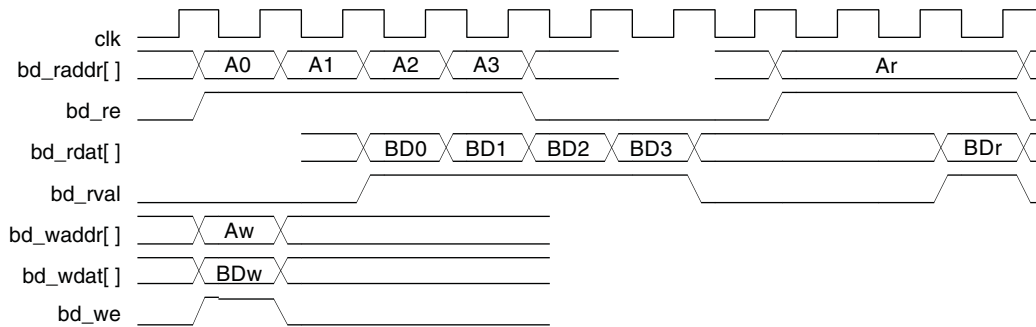 clk
bd_raddr[ ] A0 A1 A2 A3 Ar
bd_re
bd_rdat[ ] BD0 BD1 BD2 BD3 BDr
bd_rval
bd_waddr[ ] Aw
bd_wdat[ ] BDw
bd_we